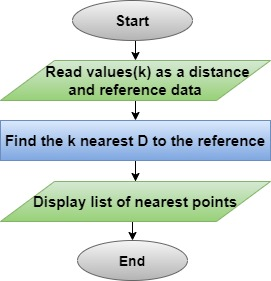 Start
Read values(k) as a distance
and reference data
Find the k nearest D to the reference
Display list of nearest points
End